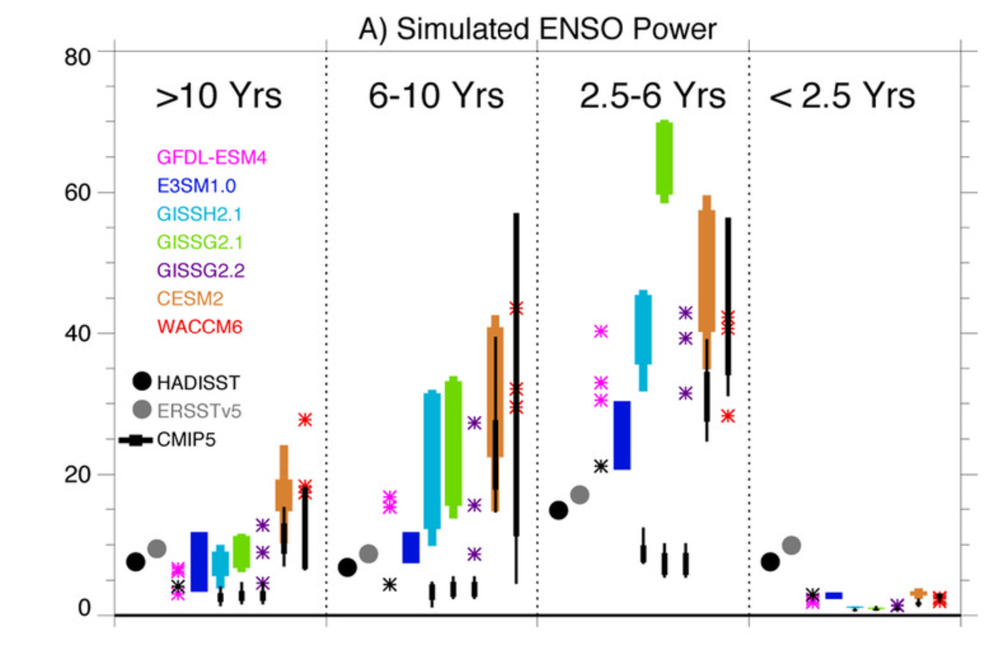 A) Simulated ENSO Power
80
>10 Yrs
6-10 Yrs
2.5-6 Yrs
< 2.5 Yrs
GFDL-ESM4
E3SM1.0
60
GISSH2.1
GISSG2.1
GISSG2.2
CESM2
WACCM6
40
HADISST
ERSSTv5
CMIP5
20
0